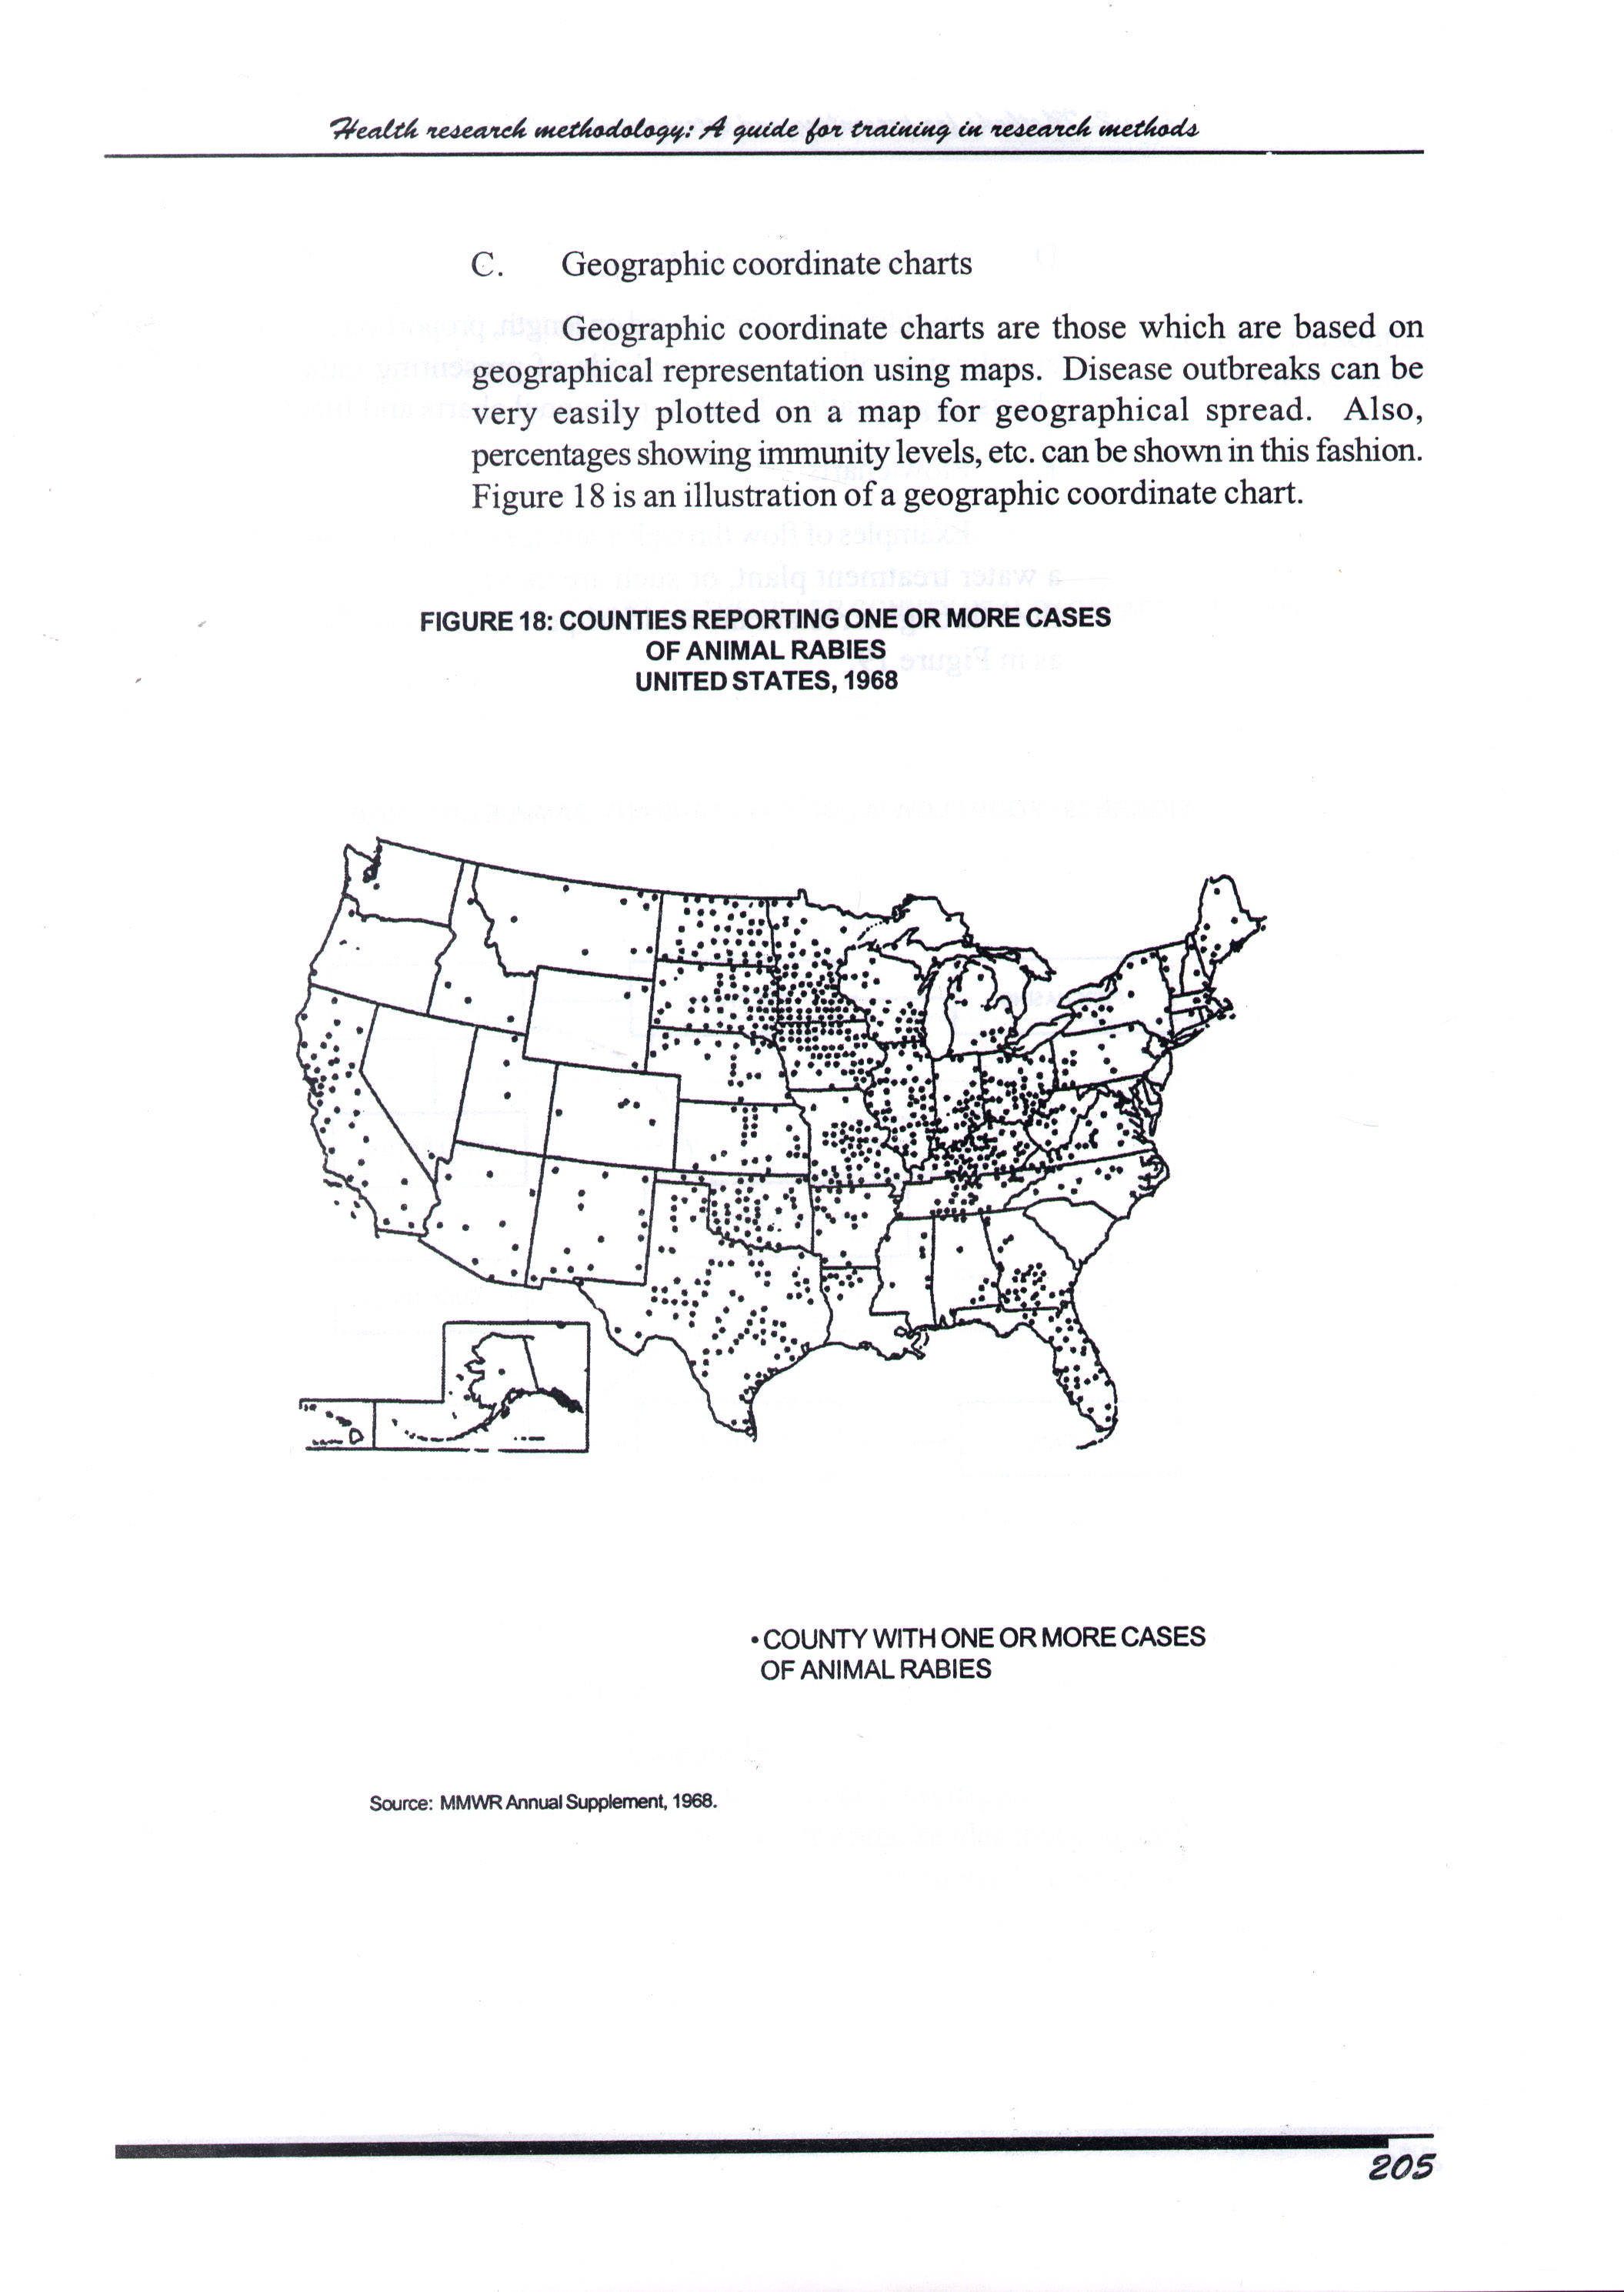 Health research methodology: A guide for training in research methods
C. Geographic coordinate charts
Geographic coordinate charts are those which are based on
geographical representation using maps. Disease outbreaks can be
very easily plotted on a map for geographical spread. Also,
percentages showing immunity levels, etc. can be shown in this fashion.
Figure 18 is an illustration of a geographic coordinate chart.
FIGURE 18: COUNTIES REPORTING ONE OR MORE CASES
OF ANIMAL RABIES
UNITED STATES, 1968
• COUNTY WITH ONE OR MORE CASES
OF ANIMAL RABIES
Source: MMWR Annual Supplement, 1968.
205